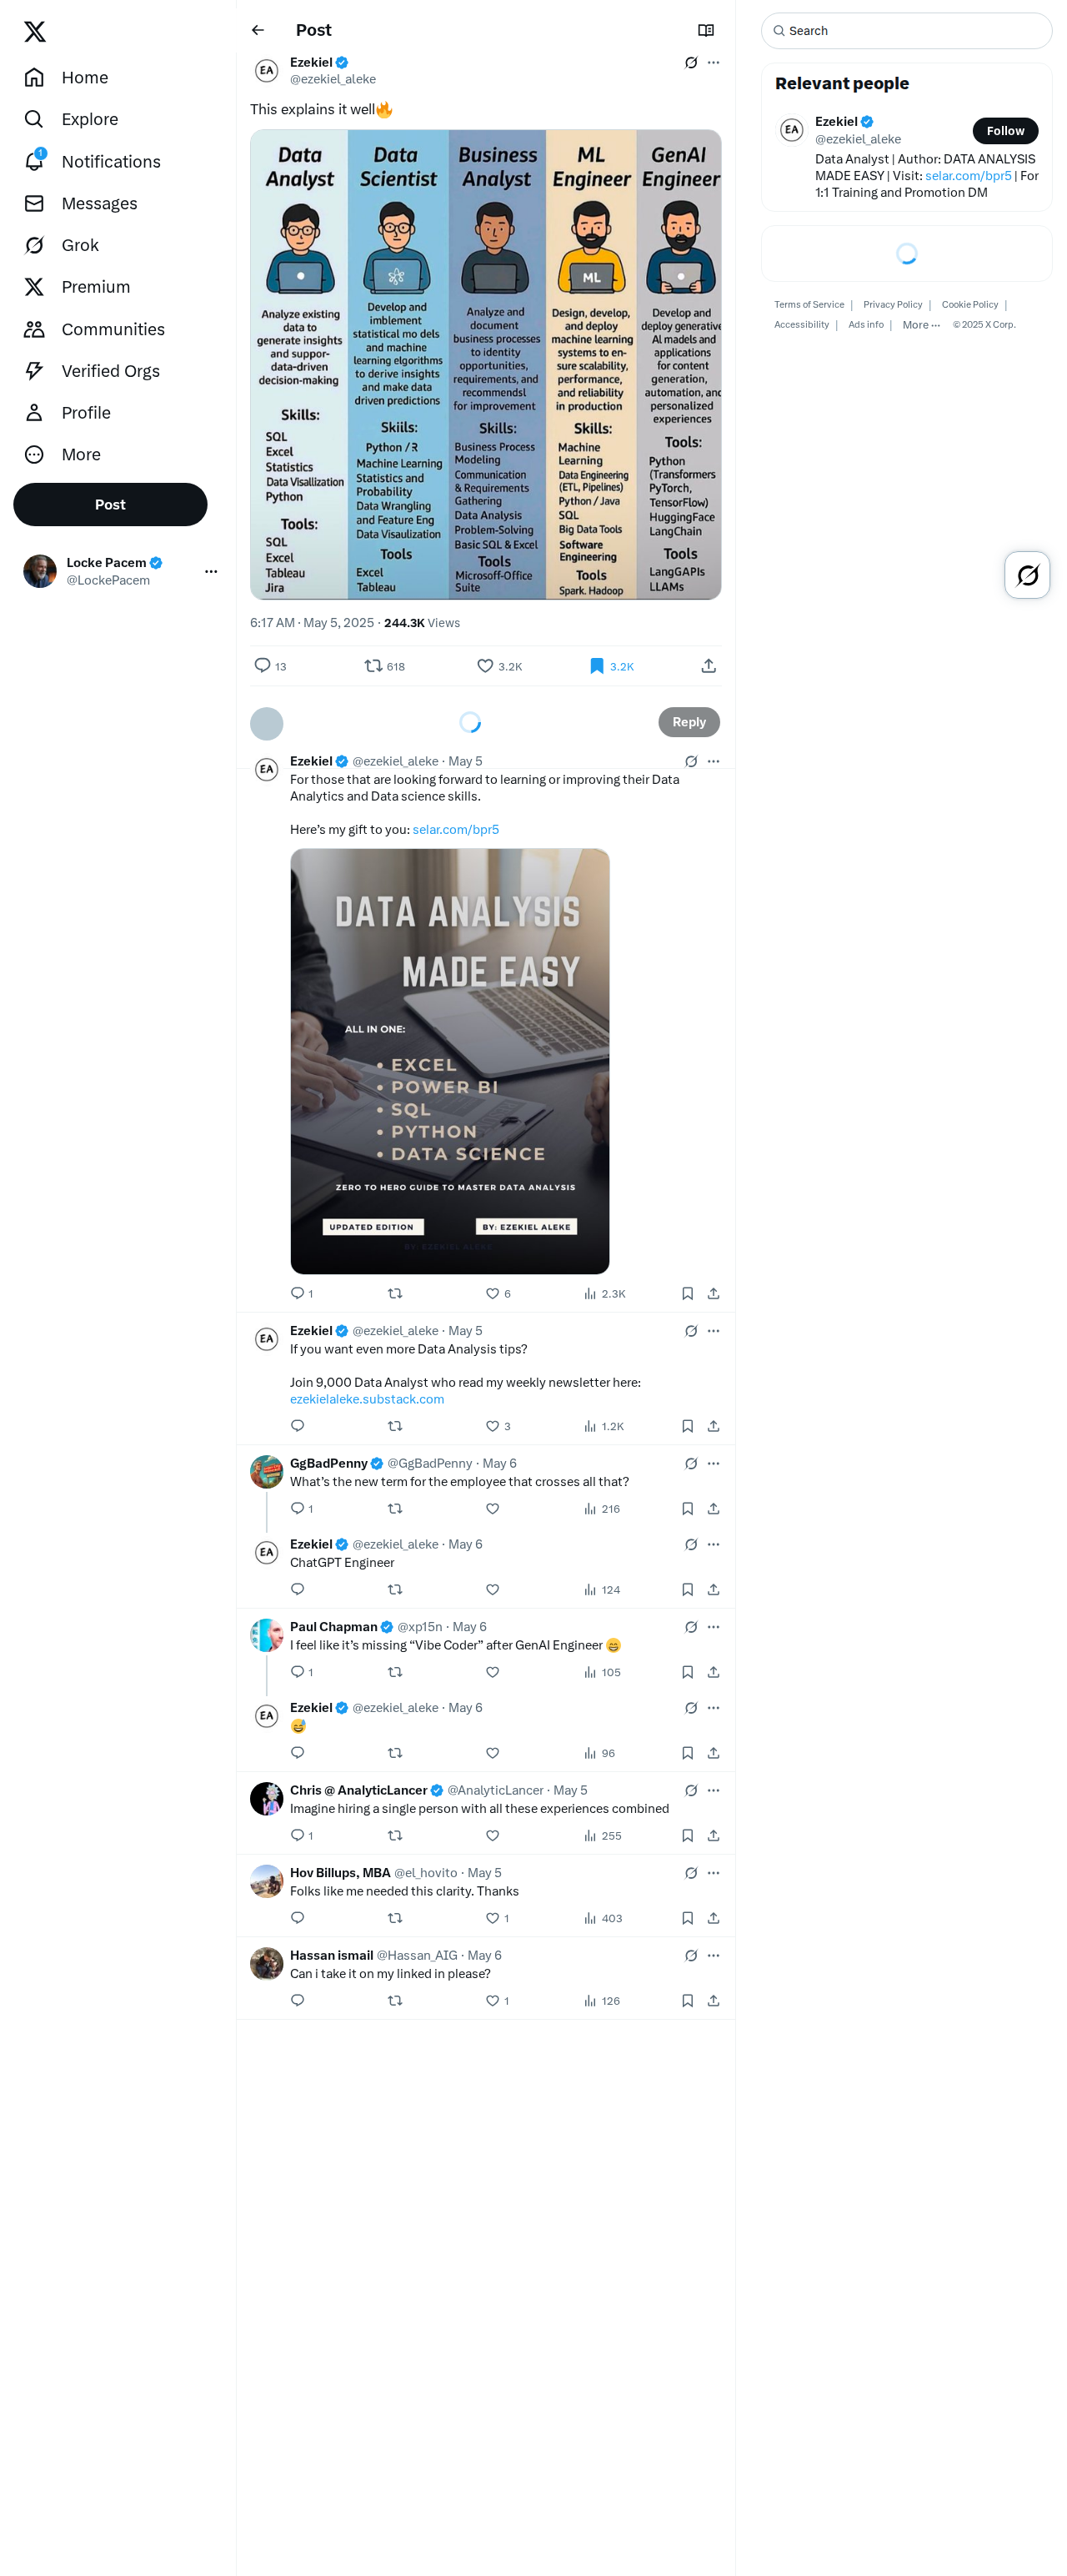 Home
Explore
1
Notifications
Messages
Grok
Premium
Communities
Verified Orgs
Profile
More
Post
Locke Pacem
@LockePacem
Post
EA
Ezekiel
@ezekiel_aleke
This explains it well🔥
Data
Analyst
Analyze existing
data to
generate insights
and suppor-
data-driven
decision-making
Skills:
SQL
Excel
Statistics
Data Visallization
Python
Tools:
SQL
Excel
Tableau
Jira
Data
Scientist
Develop and
implement
statistical mo dels
and machine
learning elgorithms
to derive insights
and make data
driven predictions
Skiils:
Python / R
Machine Learning
Statistics and
Probability
Data Wrangling
and Feature Eng
Data Visaulization
Tools
Excel
Tableau
Business
Analyst
Analyze and
document
business processes
to identity
opportunities,
requirements, and
recommendsl
for improvement
Skills:
Business Process
Modeling
Communication
& Requirements
Gathering
Data Analysis
Problem-Solving
Basic SQL & Excel
Tools
Microsoff-Office
Suite
ML
Engineer
ML
Design, develop,
and deploy
machine learning
systems to en-
sure scalability,
performance,
and reliability
in production
Skills:
Machine
Learning
Data Engineering
(ETL, Pipelines)
Python / Java
SQL
Big Data Tools
Software
Engineering
Tools
Spark. Hadoop
GenAI
Engineer
Develop and
deploy generative
AI madels and
applications
for content
generation,
automation, and
personalized
experiences
Tools:
Python
(Transformers
PyTorch,
TensorFlow)
HuggingFace
LangChain
Tools
LangGAPIs
LLAMs
6:17 AM · May 5, 2025 · 244.3K Views
13
618
3.2K
3.2K
Reply
EA
Ezekiel @ezekiel_aleke · May 5
For those that are looking forward to learning or improving their Data
Analytics and Data science skills.
Here’s my gift to you: selar.com/bpr5
DATA ANALYSIS
MADE EASY
ALL IN ONE:
• EXCEL
• POWER BI
• SQL
• PYTHON
• DATA SCIENCE
ZERO TO HERO GUIDE TO MASTER DATA ANALYSIS
UPDATED EDITION
BY: EZEKIEL ALEKE
BY: EZEKIEL ALEKE
1
6
2.3K
EA
Ezekiel @ezekiel_aleke · May 5
If you want even more Data Analysis tips?
Join 9,000 Data Analyst who read my weekly newsletter here:
ezekielaleke.substack.com
3
1.2K
GgBadPenny @GgBadPenny · May 6
What’s the new term for the employee that crosses all that?
1
216
EA
Ezekiel @ezekiel_aleke · May 6
ChatGPT Engineer
124
Paul Chapman @xp15n · May 6
I feel like it’s missing “Vibe Coder” after GenAI Engineer 😁
1
105
EA
Ezekiel @ezekiel_aleke · May 6
😅
96
Chris @ AnalyticLancer @AnalyticLancer · May 5
Imagine hiring a single person with all these experiences combined
1
255
Hov Billups, MBA @el_hovito · May 5
Folks like me needed this clarity. Thanks
1
403
Hassan ismail @Hassan_AIG · May 6
Can i take it on my linked in please?
1
126
Search
Relevant people
EA
Ezekiel
@ezekiel_aleke
Follow
Data Analyst | Author: DATA ANALYSIS
MADE EASY | Visit: selar.com/bpr5 | For
1:1 Training and Promotion DM
Terms of Service | Privacy Policy | Cookie Policy |
Accessibility | Ads info | More ··· © 2025 X Corp.